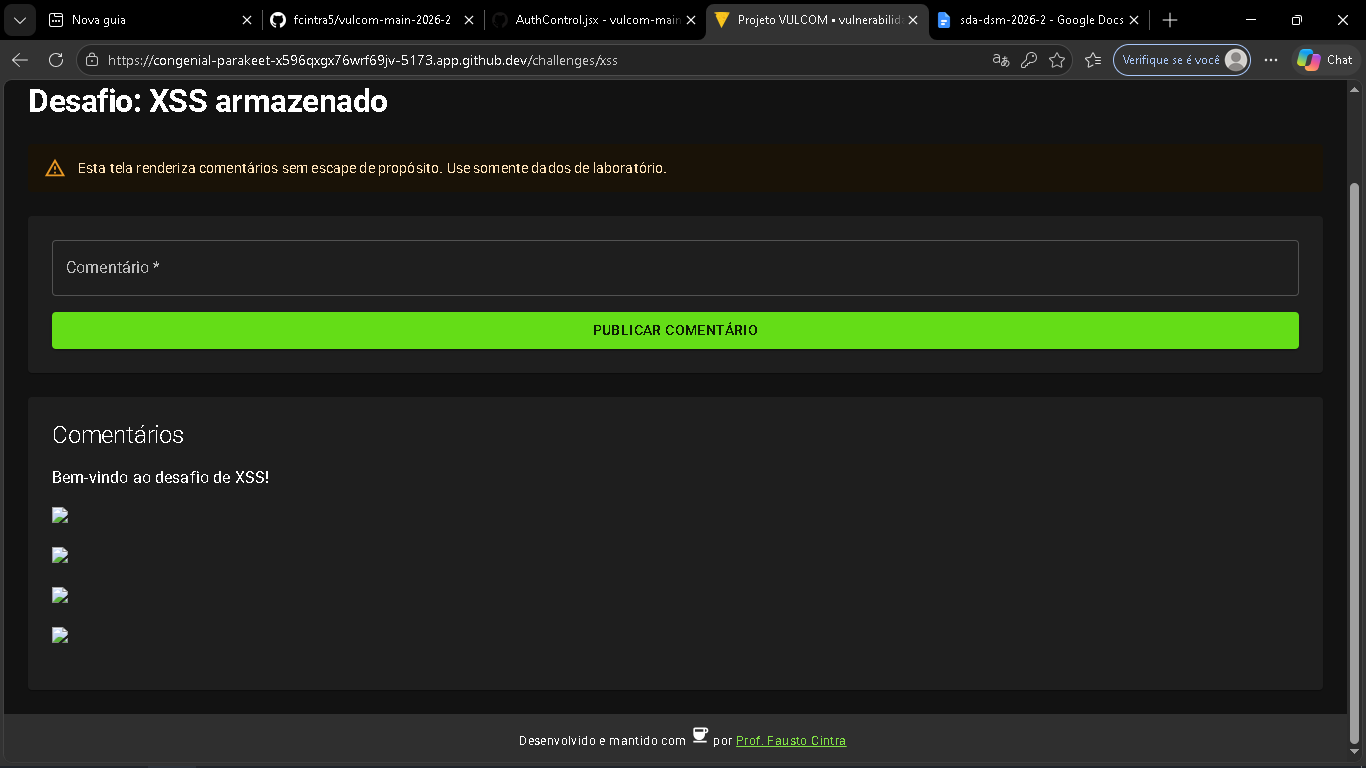 Nova guia
fcintra5/vulcom-main-2026-2
AuthControl.jsx - vulcom-main
Projeto VULCOM • vulnerabilid
sda-dsm-2026-2 - Google Docs
https://congenial-parakeet-x596qxgx76wrf69jv-5173.app.github.dev/challenges/xss
Verifique se é você
Chat
Desafio: XSS armazenado
Esta tela renderiza comentários sem escape de propósito. Use somente dados de laboratório.
Comentário *
PUBLICAR COMENTÁRIO
Comentários
Bem-vindo ao desafio de XSS!
Desenvolvido e mantido com por Prof. Fausto Cintra